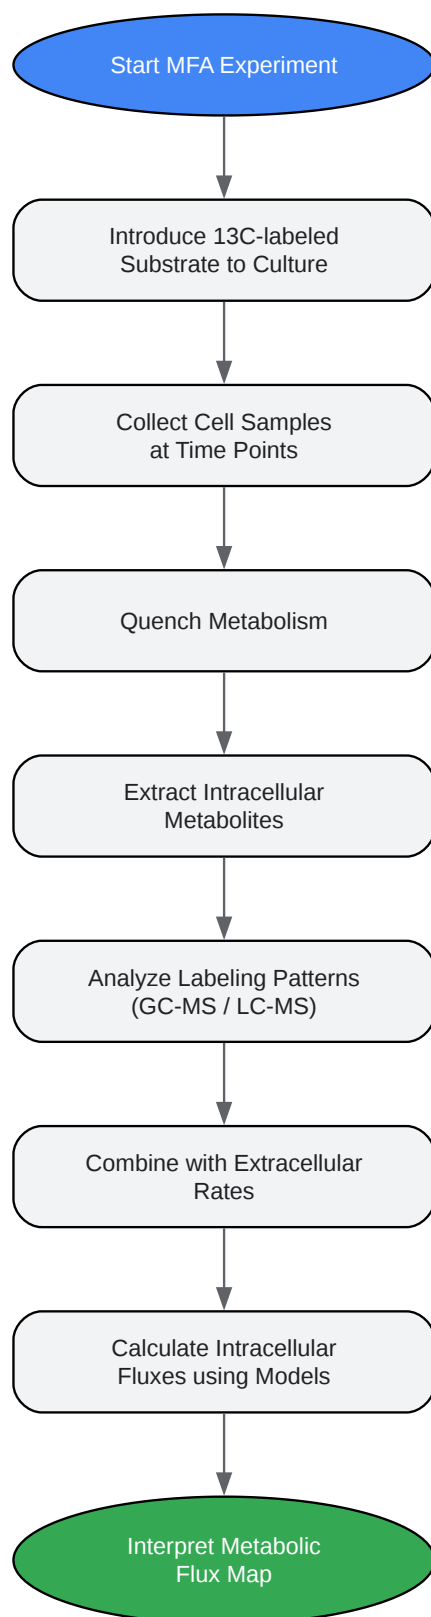 Start MFA Experiment
Introduce 13C-labeled
Substrate to Culture
Collect Cell Samples
at Time Points
Quench Metabolism
Extract Intracellular
Metabolites
Analyze Labeling Patterns
(GC-MS / LC-MS)
Combine with Extracellular
Rates
Calculate Intracellular
Fluxes using Models
Interpret Metabolic
Flux Map